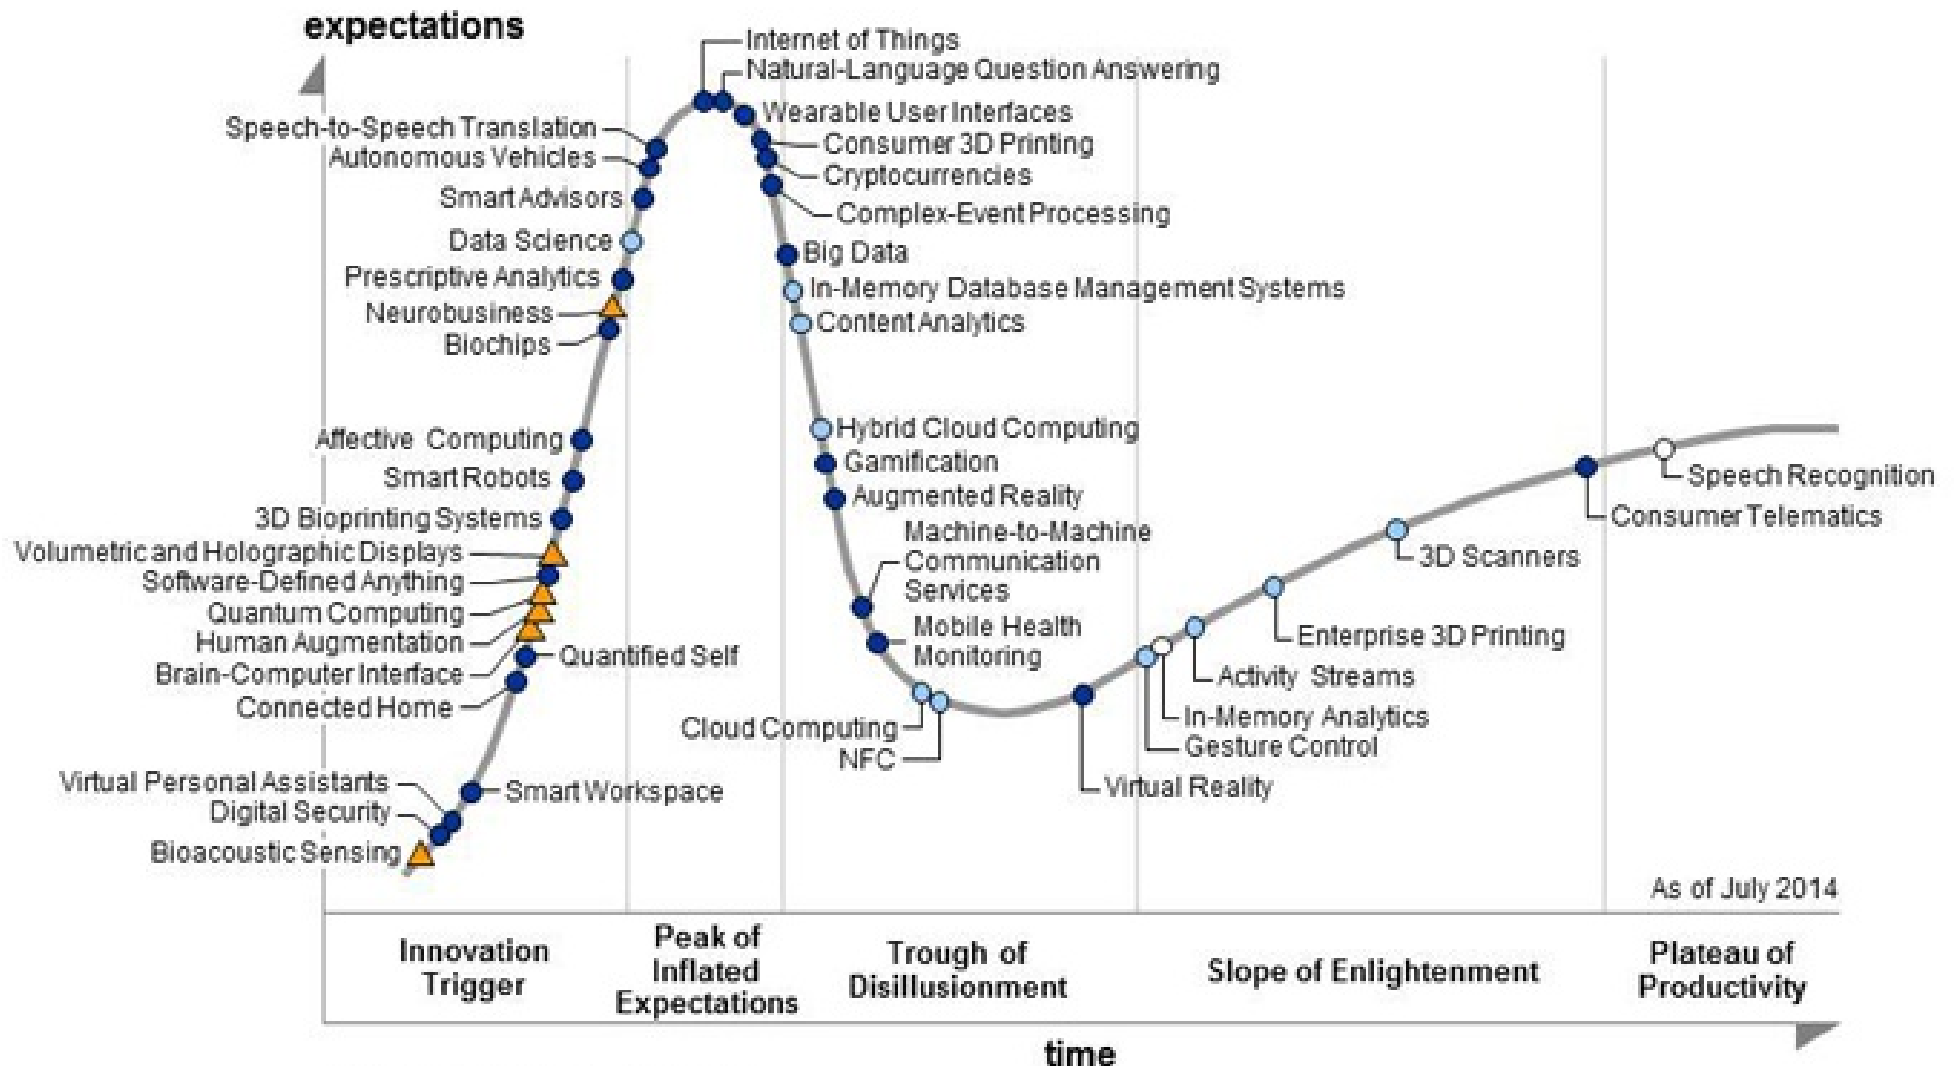 expectations
Internet of Things
Natural-Language Question Answering
Wearable User Interfaces
Speech-to-Speech Translation
Consumer 3D Printing
Autonomous Vehicles
Cryptocurrencies
Smart Advisors
Complex-Event Processing
Data Science
Big Data
Prescriptive Analytics
In-Memory Database Management Systems
Neurobusiness
Content Analytics
Biochips
Hybrid Cloud Computing
Affective Computing
Gamification
Smart Robots
Augmented Reality
3D Bioprinting Systems
Machine-to-Machine
Communication
Services
Volumetric and Holographic Displays
Software-Defined Anything
Quantum Computing
Human Augmentation
Brain-Computer Interface
Connected Home
Quantified Self
Mobile Health
Monitoring
Speech Recognition
Consumer Telematics
3D Scanners
Enterprise 3D Printing
Activity Streams
In-Memory Analytics
Gesture Control
Virtual Reality
Cloud Computing
NFC
Virtual Personal Assistants
Smart Workspace
Digital Security
Bioacoustic Sensing
As of July 2014
Innovation
Trigger
Peak of
Inflated
Expectations
Trough of
Disillusionment
Slope of Enlightenment
Plateau of
Productivity
time